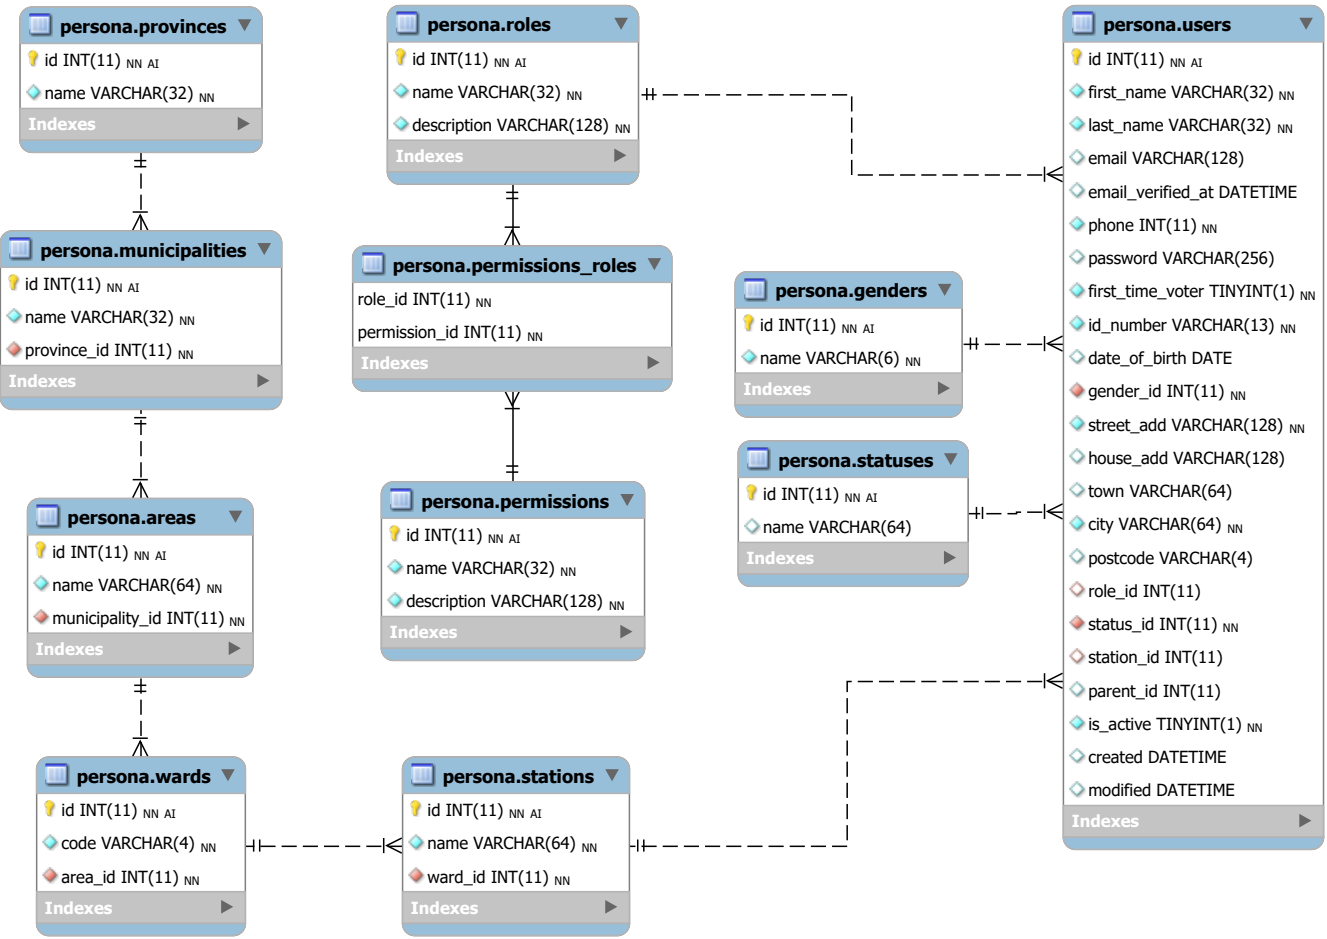 persona.provinces
id INT(11) NN AI
name VARCHAR(32) NN
Indexes
persona.municipalities
id INT(11) NN AI
name VARCHAR(32) NN
province_id INT(11) NN
Indexes
persona.areas
id INT(11) NN AI
name VARCHAR(64) NN
municipality_id INT(11) NN
Indexes
persona.wards
id INT(11) NN AI
code VARCHAR(4) NN
area_id INT(11) NN
Indexes
persona.roles
id INT(11) NN AI
name VARCHAR(32) NN
description VARCHAR(128) NN
Indexes
persona.permissions_roles
role_id INT(11) NN
permission_id INT(11) NN
Indexes
persona.permissions
id INT(11) NN AI
name VARCHAR(32) NN
description VARCHAR(128) NN
Indexes
persona.stations
id INT(11) NN AI
name VARCHAR(64) NN
ward_id INT(11) NN
Indexes
persona.genders
id INT(11) NN AI
name VARCHAR(6) NN
Indexes
persona.statuses
id INT(11) NN AI
name VARCHAR(64)
Indexes
persona.users
id INT(11) NN AI
first_name VARCHAR(32) NN
last_name VARCHAR(32) NN
email VARCHAR(128)
email_verified_at DATETIME
phone INT(11) NN
password VARCHAR(256)
first_time_voter TINYINT(1) NN
id_number VARCHAR(13) NN
date_of_birth DATE
gender_id INT(11) NN
street_add VARCHAR(128) NN
house_add VARCHAR(128)
town VARCHAR(64)
city VARCHAR(64) NN
postcode VARCHAR(4)
role_id INT(11)
status_id INT(11) NN
station_id INT(11)
parent_id INT(11)
is_active TINYINT(1) NN
created DATETIME
modified DATETIME
Indexes